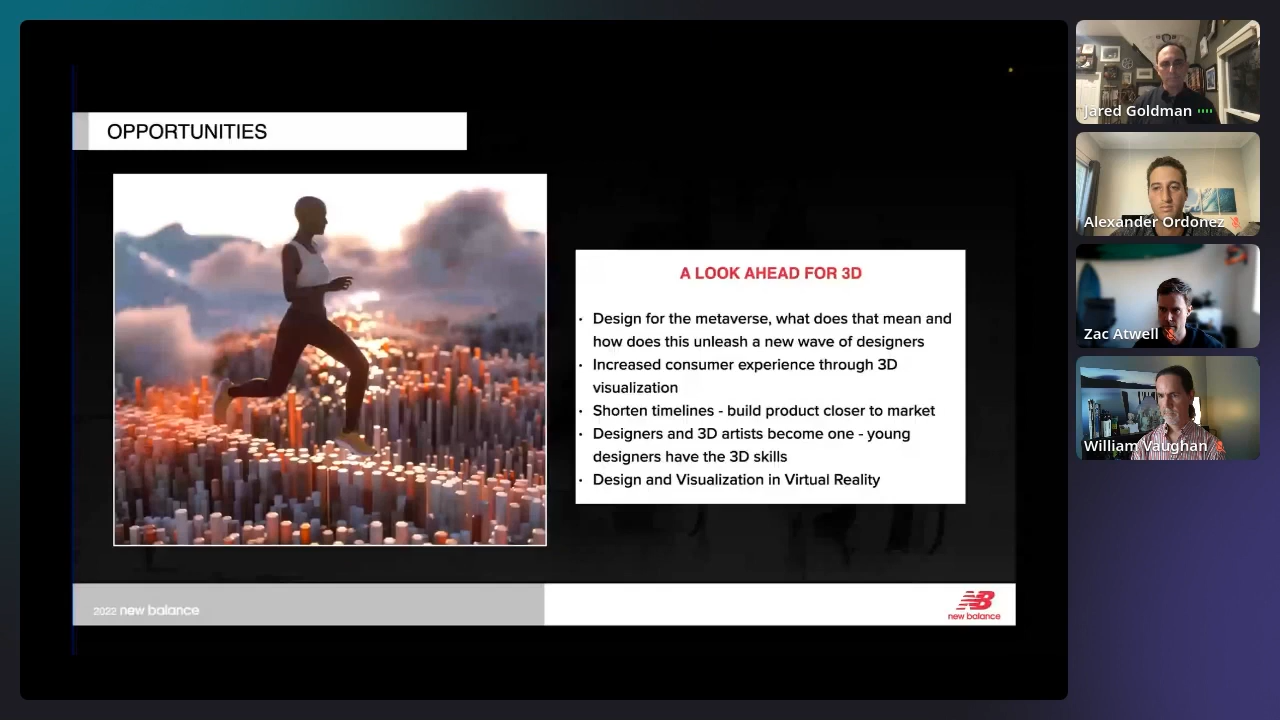 OPPORTUNITIES
A LOOK AHEAD FOR 3D
• Design for the metaverse, what does that mean and
how does this unleash a new wave of designers
• Increased consumer experience through 3D
visualization
• Shorten timelines - build product closer to market
• Designers and 3D artists become one - young
designers have the 3D skills
• Design and Visualization in Virtual Reality
2022 new balance
NB
new balance
Jared Goldman
Alexander Ordonez
Zac Atwell
William Vaughan